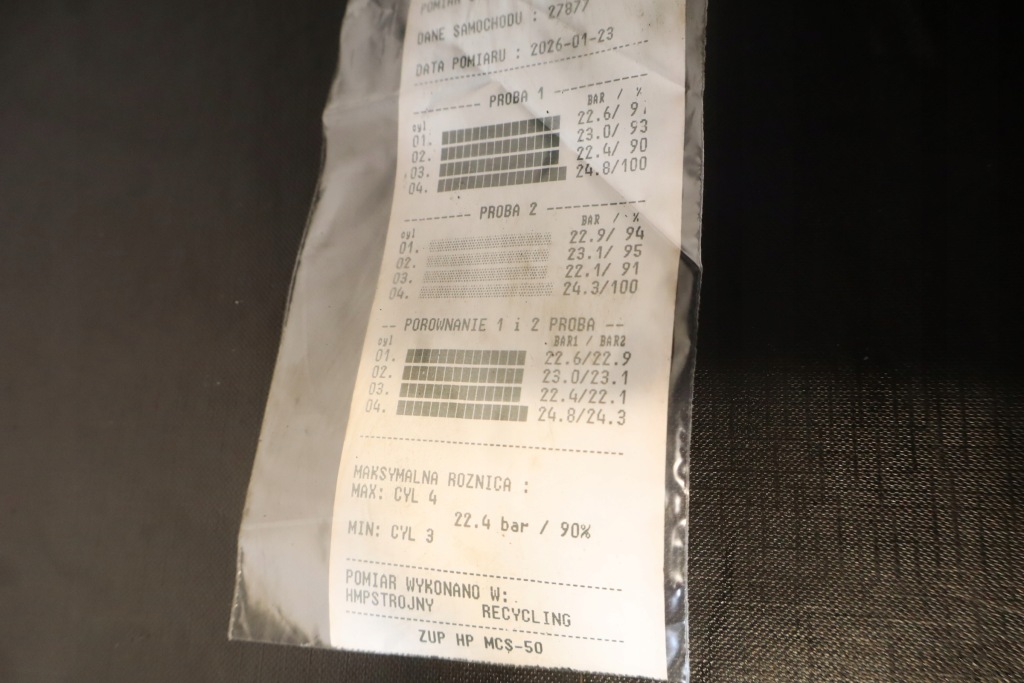 POMIAR
DANE SAMOCHODU : 27877
DATA POMIARU : 2026-01-23
---------- PROBA 1 ----------
cyl BAR / %
01. 22.6/ 91
02. 23.0/ 93
03. 22.4/ 90
04. 24.8/100
---------- PROBA 2 ----------
cyl BAR / %
01. 22.9/ 94
02. 23.1/ 95
03. 22.1/ 91
04. 24.3/100
-- POROWNANIE 1 i 2 PROBA --
cyl BAR1 / BAR2
01. 22.6/22.9
02. 23.0/23.1
03. 22.4/22.1
04. 24.8/24.3
MAKSYMALNA ROZNICA :
MAX: CYL 4
22.4 bar / 90%
MIN: CYL 3
POMIAR WYKONANO W:
HMPSTROJNY RECYCLING
ZUP HP MCS-50